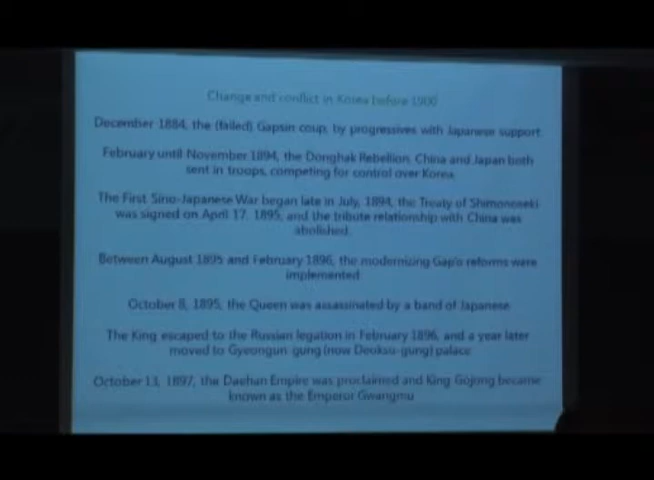 Change and conflict in Korea before 1900
December 1884, the (failed) Gapsin coup, by progressives with Japanese support.
February until November 1894, the Donghak Rebellion. China and Japan both
sent in troops, competing for control over Korea.
The First Sino-Japanese War began late in July, 1894, the Treaty of Shimonoseki
was signed on April 17, 1895, and the tribute relationship with China was
abolished.
Between August 1895 and February 1896, the modernizing Gap'o reforms were
implemented
October 8, 1895, the Queen was assassinated by a band of Japanese
The King escaped to the Russian legation in February 1896, and a year later
moved to Gyeongun-gung (now Deoksu-gung) palace
October 13, 1897, the Daehan Empire was proclaimed and King Gojong became
known as the Emperor Gwangmu